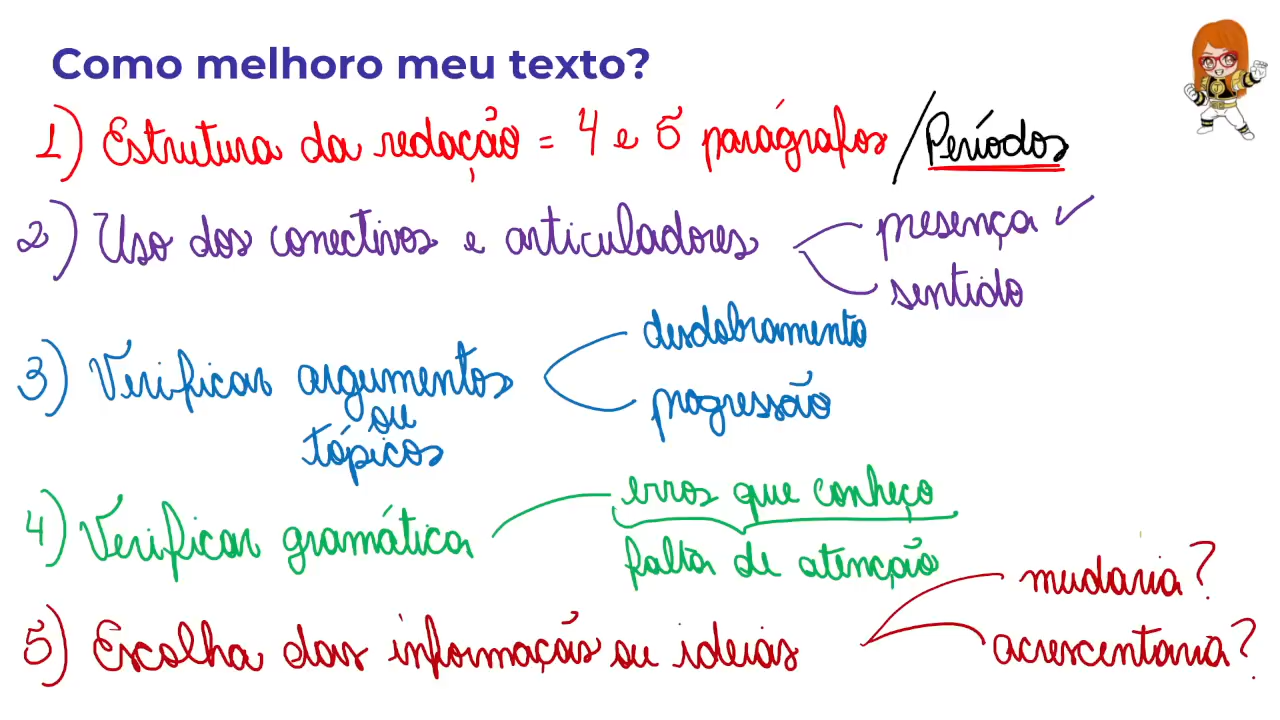 Como melhoro meu texto?
1) Estrutura da redação = 4 e 5 parágrafos / Períodos
2) Uso dos conectivos e articuladores
presença ✓
sentido
3) Verificar argumentos
ou
tópicos
desdobramento
progressão
4) Verificar gramática
erros que conheço
falta de atenção
5) Escolha das informações ou ideias
mudaria?
acrescentaria?